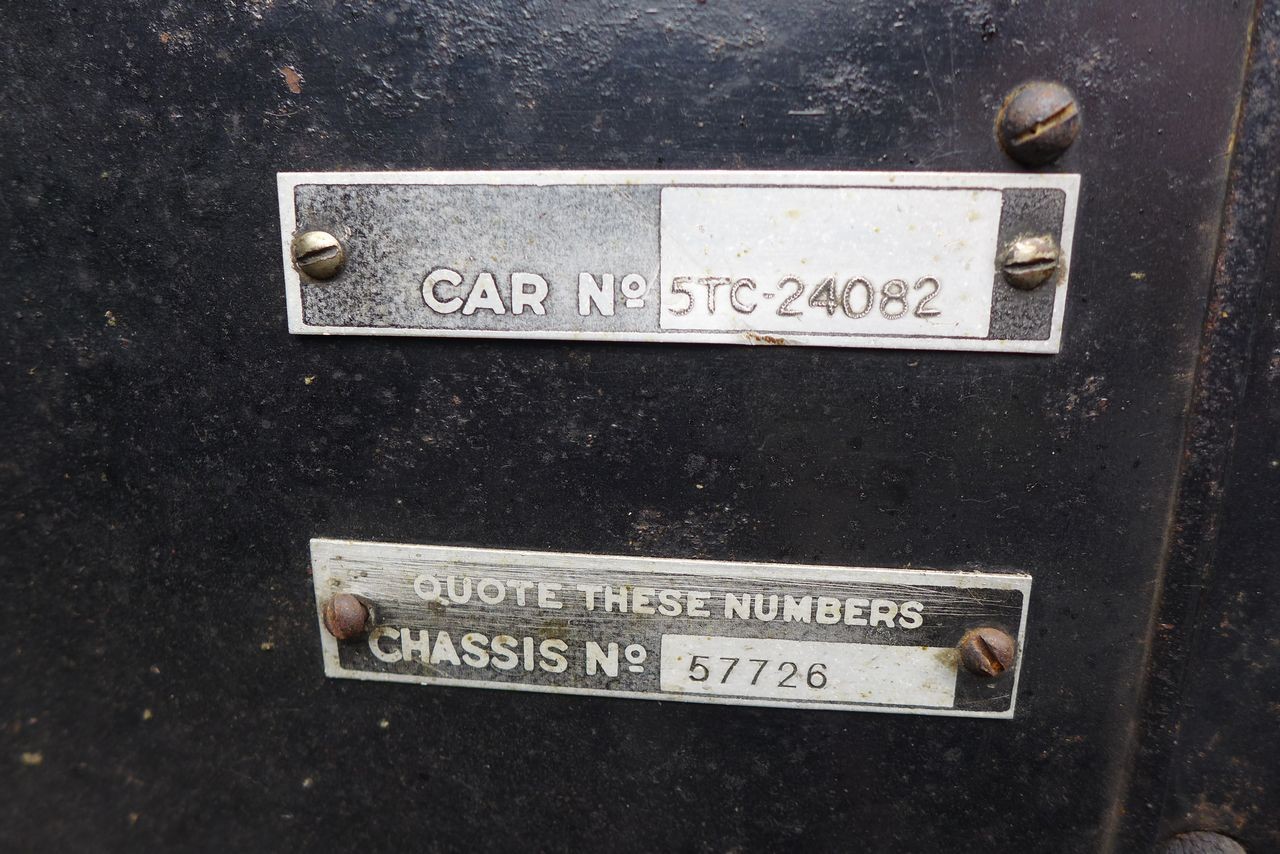 CAR Nº 5TC-24082
QUOTE THESE NUMBERS
CHASSIS Nº 57726